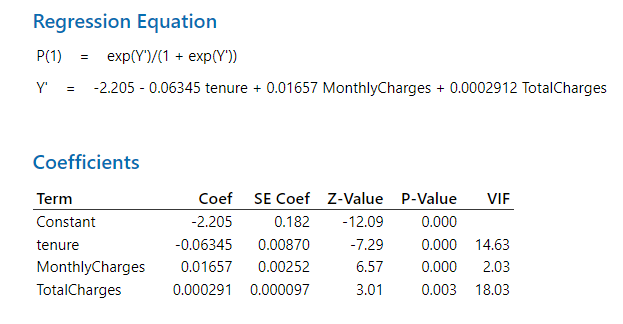 Regression Equation
P(1) = exp(Y')/(1 + exp(Y'))
Y' = -2.205 - 0.06345 tenure + 0.01657 MonthlyCharges + 0.0002912 TotalCharges
Coefficients
Term Coef SE Coef Z-Value P-Value VIF
Constant -2.205 0.182 -12.09 0.000
tenure -0.06345 0.00870 -7.29 0.000 14.63
MonthlyCharges 0.01657 0.00252 6.57 0.000 2.03
TotalCharges 0.000291 0.000097 3.01 0.003 18.03